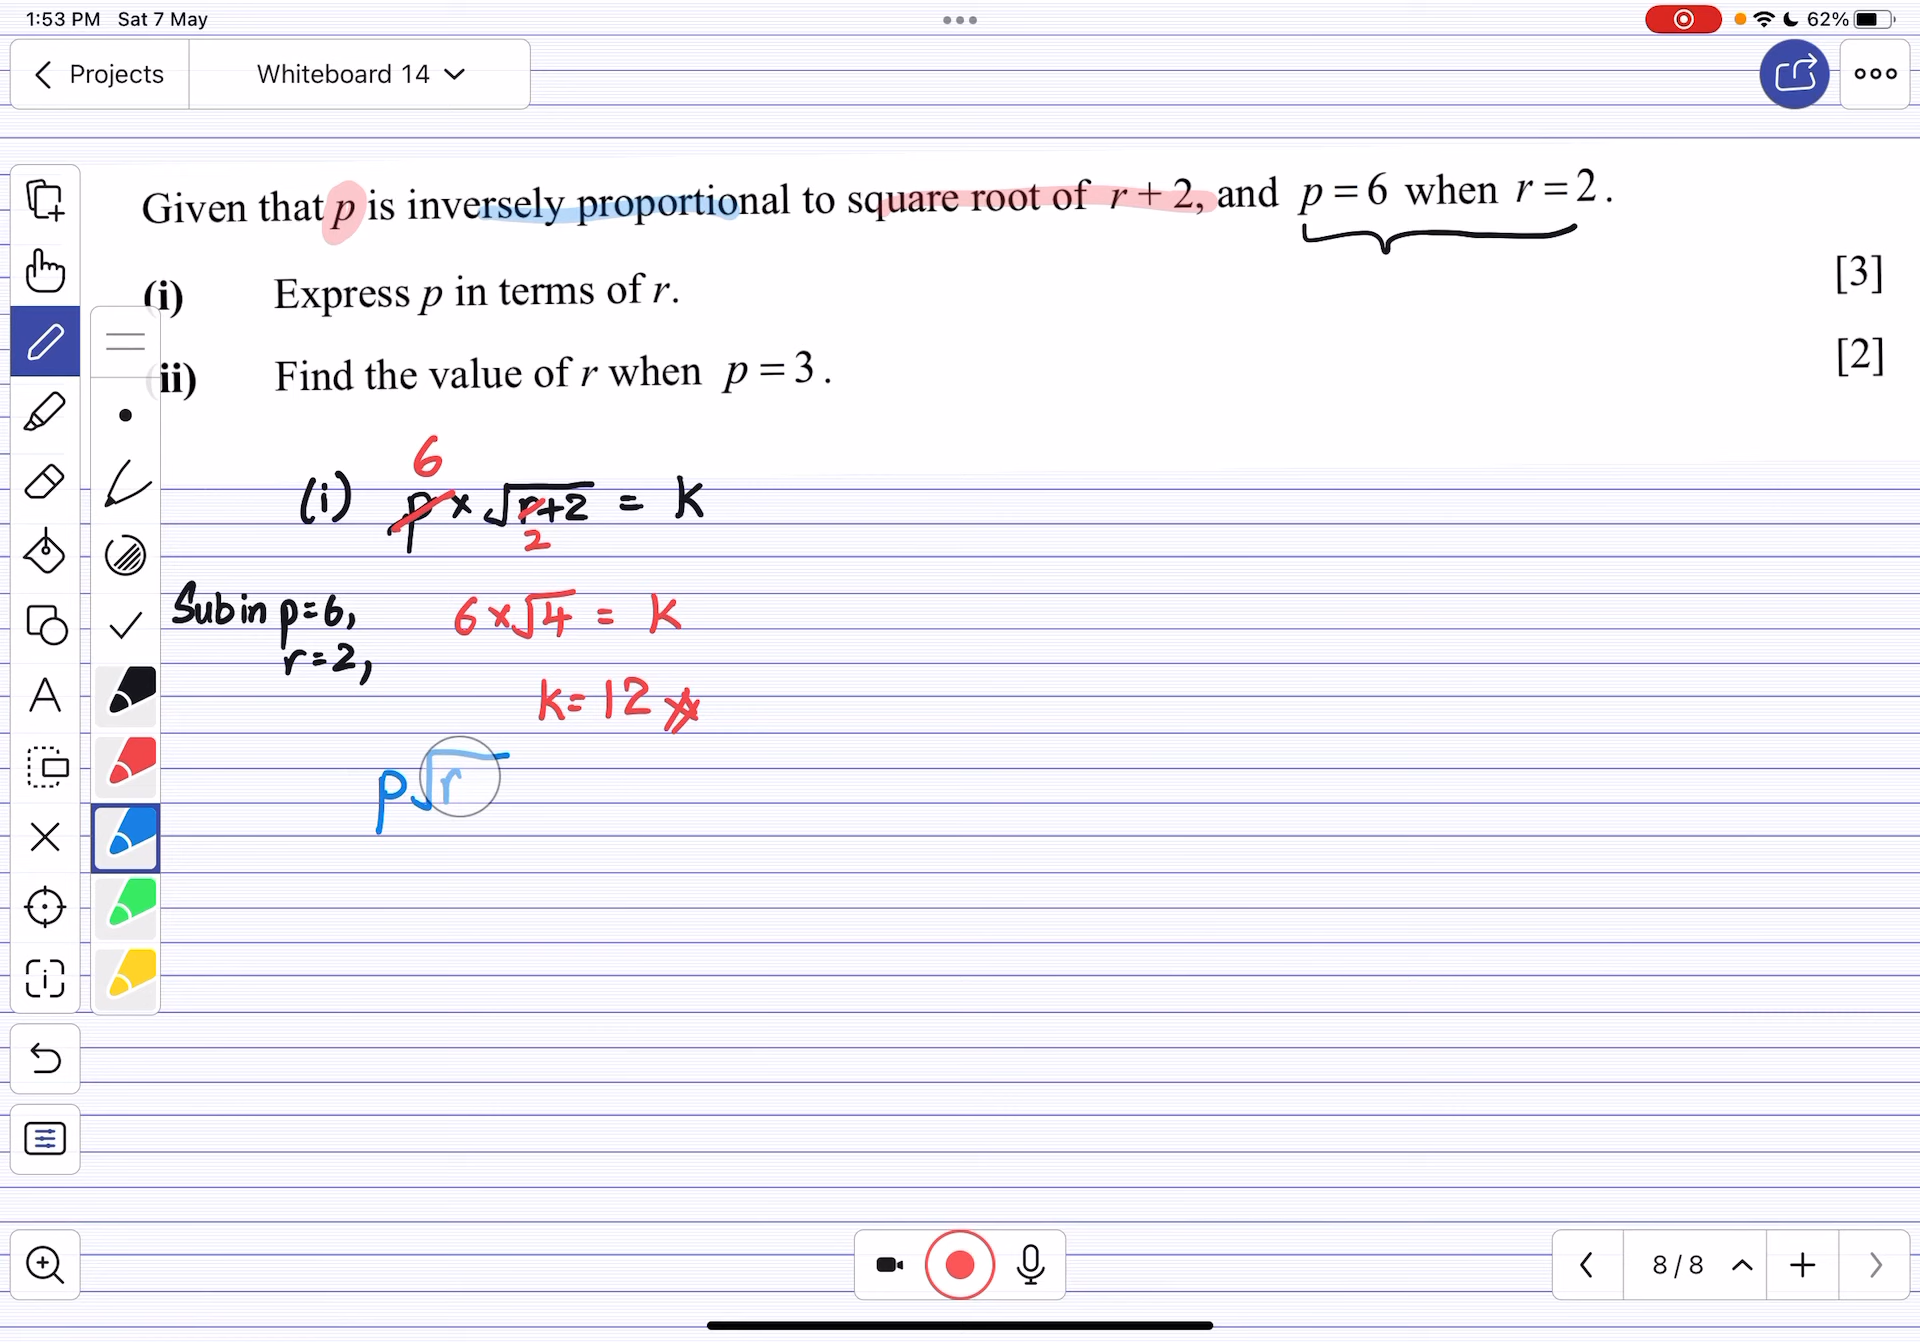 1:53 PM Sat 7 May
62%
Projects
Whiteboard 14
Given that p is inversely proportional to square root of r + 2, and p = 6 when r = 2.
(i) Express p in terms of r. [3]
ii) Find the value of r when p = 3. [2]
6
(i) p × √r+2 = k
2
Sub in p=6, 6×√4 = k
r=2,
k=12
p√r
A
8 / 8